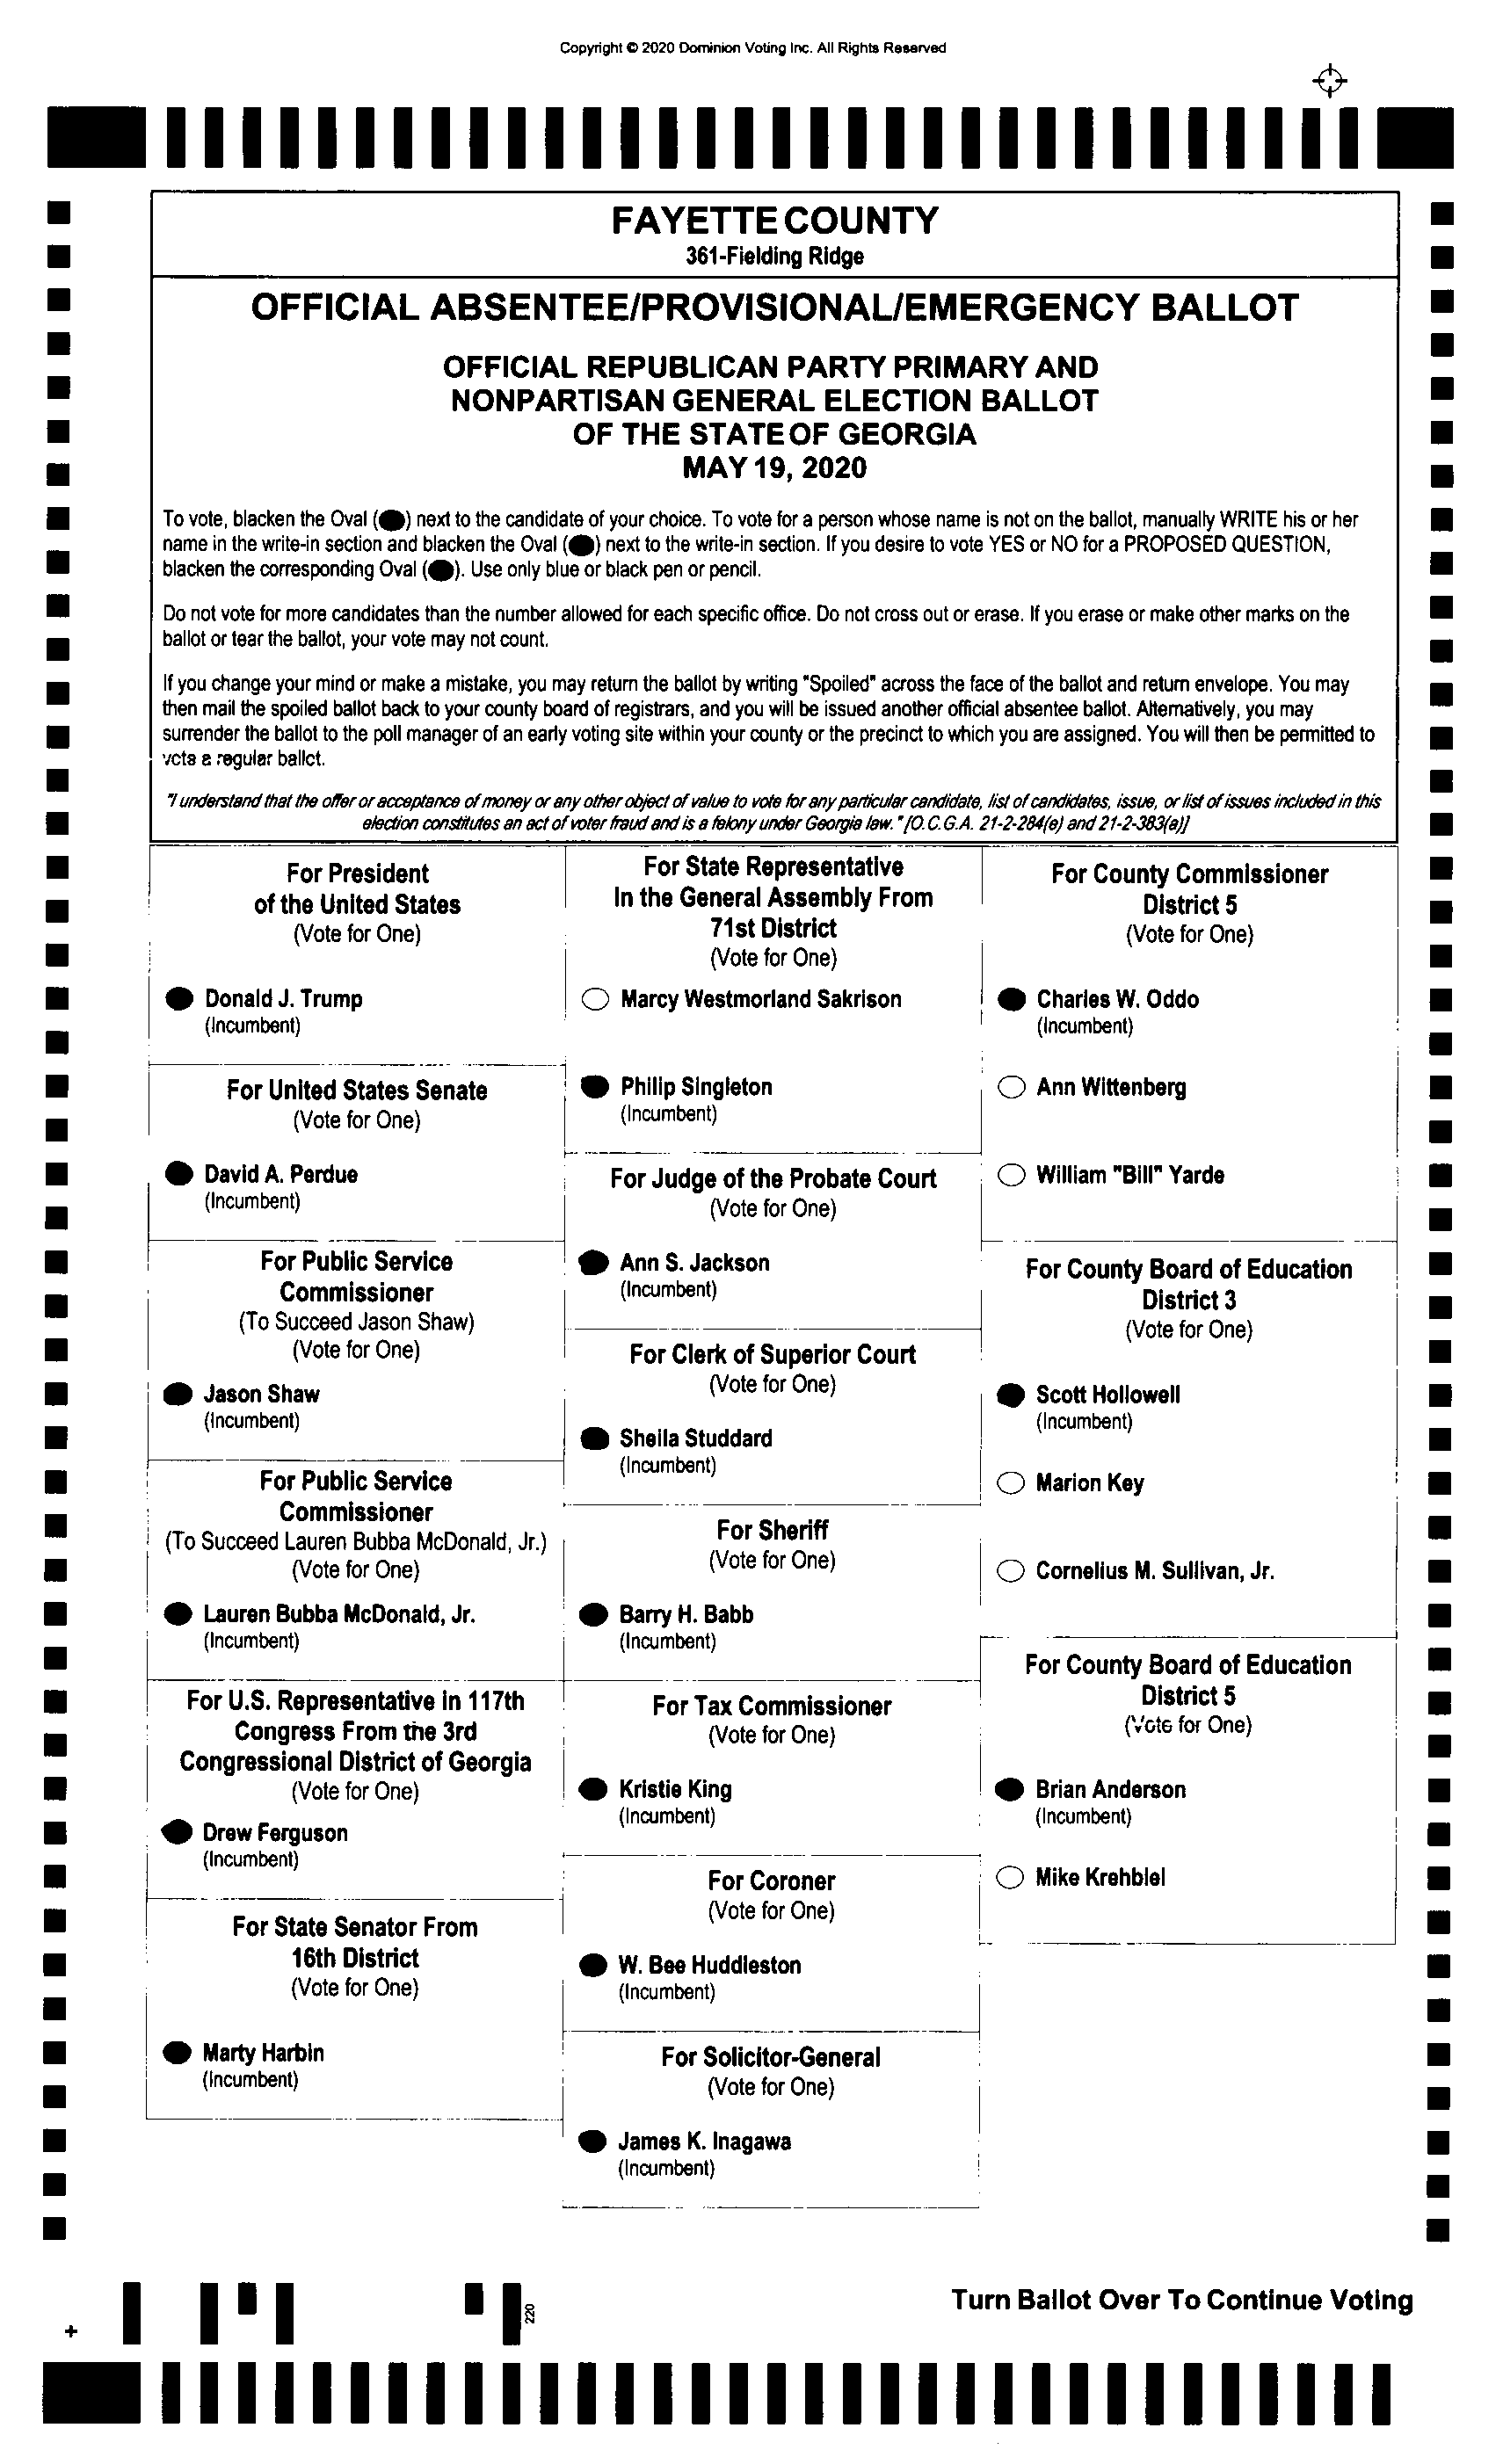 Copyright © 2020 Dominion Voting Inc. All Rights Reserved
FAYETTE COUNTY
361-Fielding Ridge
OFFICIAL ABSENTEE/PROVISIONAL/EMERGENCY BALLOT
OFFICIAL REPUBLICAN PARTY PRIMARY AND
NONPARTISAN GENERAL ELECTION BALLOT
OF THE STATE OF GEORGIA
MAY 19, 2020
To vote, blacken the Oval (●) next to the candidate of your choice. To vote for a person whose name is not on the ballot, manually WRITE his or her
name in the write-in section and blacken the Oval (●) next to the write-in section. If you desire to vote YES or NO for a PROPOSED QUESTION,
blacken the corresponding Oval (●). Use only blue or black pen or pencil.
Do not vote for more candidates than the number allowed for each specific office. Do not cross out or erase. If you erase or make other marks on the
ballot or tear the ballot, your vote may not count.
If you change your mind or make a mistake, you may return the ballot by writing "Spoiled" across the face of the ballot and return envelope. You may
then mail the spoiled ballot back to your county board of registrars, and you will be issued another official absentee ballot. Alternatively, you may
surrender the ballot to the poll manager of an early voting site within your county or the precinct to which you are assigned. You will then be permitted to
vote a regular ballot.
"I understand that the offer or acceptance of money or any other object of value to vote for any particular candidate, list of candidates, issue, or list of issues included in this
election constitutes an act of voter fraud and is a felony under Georgia law." [O.C.G.A. 21-2-284(e) and 21-2-383(a)]
For President
of the United States
(Vote for One)
Donald J. Trump
(Incumbent)
For United States Senate
(Vote for One)
David A. Perdue
(Incumbent)
For Public Service
Commissioner
(To Succeed Jason Shaw)
(Vote for One)
Jason Shaw
(Incumbent)
For Public Service
Commissioner
(To Succeed Lauren Bubba McDonald, Jr.)
(Vote for One)
Lauren Bubba McDonald, Jr.
(Incumbent)
For U.S. Representative in 117th
Congress From the 3rd
Congressional District of Georgia
(Vote for One)
Drew Ferguson
(Incumbent)
For State Senator From
16th District
(Vote for One)
Marty Harbin
(Incumbent)
For State Representative
In the General Assembly From
71st District
(Vote for One)
Marcy Westmorland Sakrison
Philip Singleton
(Incumbent)
For Judge of the Probate Court
(Vote for One)
Ann S. Jackson
(Incumbent)
For Clerk of Superior Court
(Vote for One)
Sheila Studdard
(Incumbent)
For Sheriff
(Vote for One)
Barry H. Babb
(Incumbent)
For Tax Commissioner
(Vote for One)
Kristie King
(Incumbent)
For Coroner
(Vote for One)
W. Bee Huddleston
(Incumbent)
For Solicitor-General
(Vote for One)
James K. Inagawa
(Incumbent)
For County Commissioner
District 5
(Vote for One)
Charles W. Oddo
(Incumbent)
Ann Wittenberg
William "Bill" Yarde
For County Board of Education
District 3
(Vote for One)
Scott Hollowell
(Incumbent)
Marion Key
Cornelius M. Sullivan, Jr.
For County Board of Education
District 5
(Vote for One)
Brian Anderson
(Incumbent)
Mike Krehbiel
Turn Ballot Over To Continue Voting
220
+